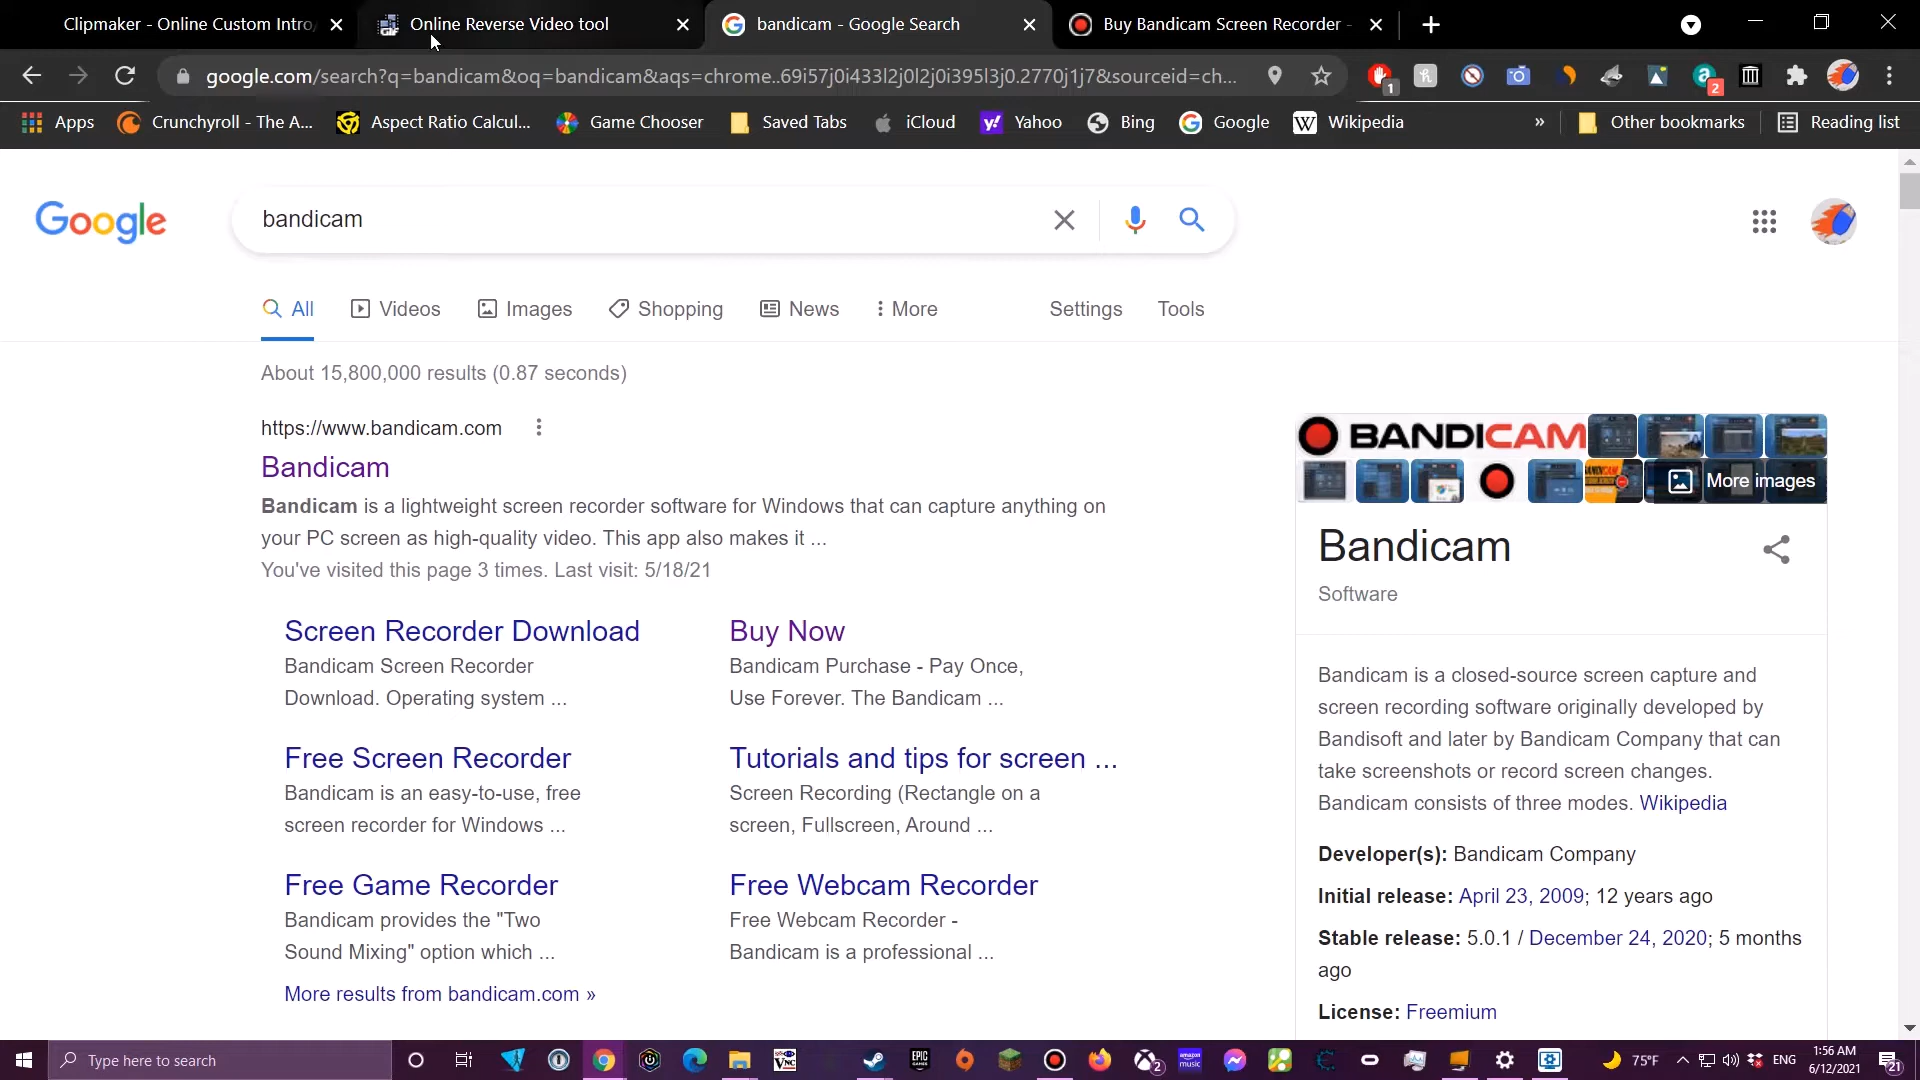 Clipmaker - Online Custom Intro
Online Reverse Video tool
bandicam - Google Search
Buy Bandicam Screen Recorder -
google.com/search?q=bandicam&oq=bandicam&aqs=chrome..69i57j0i433l2j0l2j0i395l3j0.2770j1j7&sourceid=ch...
1
2
Apps
Crunchyroll - The A...
Aspect Ratio Calcul...
Game Chooser
Saved Tabs
iCloud
Yahoo
Bing
Google
Wikipedia
»
Other bookmarks
Reading list
Google
bandicam
All
Videos
Images
Shopping
News
More
Settings
Tools
About 15,800,000 results (0.87 seconds)
https://www.bandicam.com
Bandicam
Bandicam is a lightweight screen recorder software for Windows that can capture anything on
your PC screen as high-quality video. This app also makes it ...
You've visited this page 3 times. Last visit: 5/18/21
Screen Recorder Download
Bandicam Screen Recorder
Download. Operating system ...
Buy Now
Bandicam Purchase - Pay Once,
Use Forever. The Bandicam ...
Free Screen Recorder
Bandicam is an easy-to-use, free
screen recorder for Windows ...
Tutorials and tips for screen ...
Screen Recording (Rectangle on a
screen, Fullscreen, Around ...
Free Game Recorder
Bandicam provides the "Two
Sound Mixing" option which ...
Free Webcam Recorder
Free Webcam Recorder -
Bandicam is a professional ...
More results from bandicam.com »
BANDICAM
More images
Bandicam
Software
Bandicam is a closed-source screen capture and
screen recording software originally developed by
Bandisoft and later by Bandicam Company that can
take screenshots or record screen changes.
Bandicam consists of three modes. Wikipedia
Developer(s): Bandicam Company
Initial release: April 23, 2009; 12 years ago
Stable release: 5.0.1 / December 24, 2020; 5 months
ago
License: Freemium
Type here to search
75°F
ENG
1:56 AM
6/12/2021
21